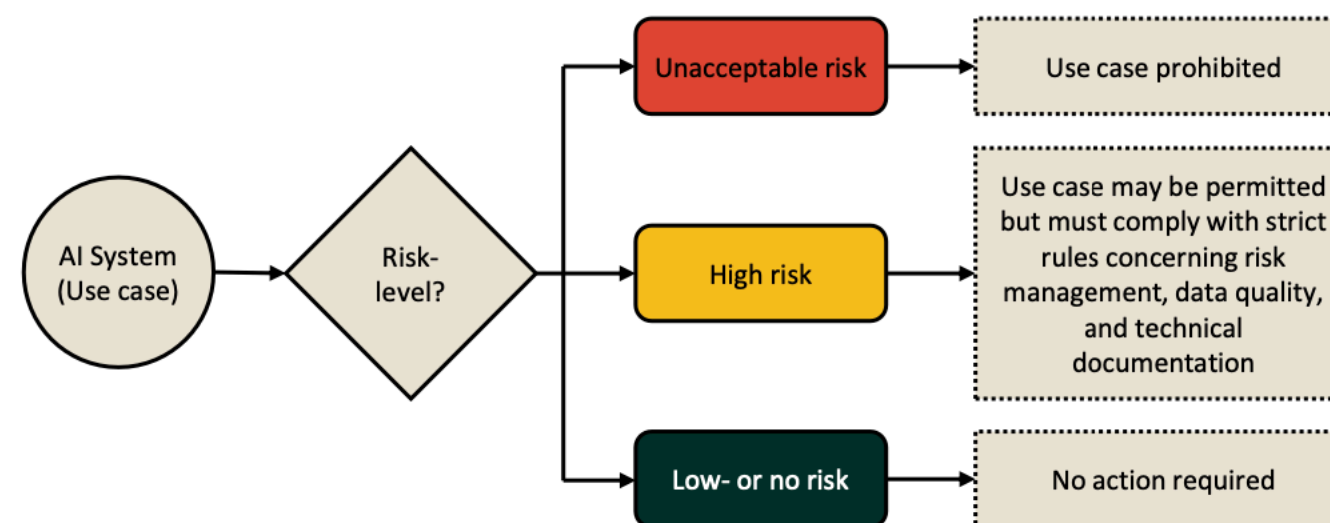 AI System
(Use case)
Risk-
level?
Unacceptable risk
Use case prohibited
High risk
Use case may be permitted
but must comply with strict
rules concerning risk
management, data quality,
and technical
documentation
Low- or no risk
No action required